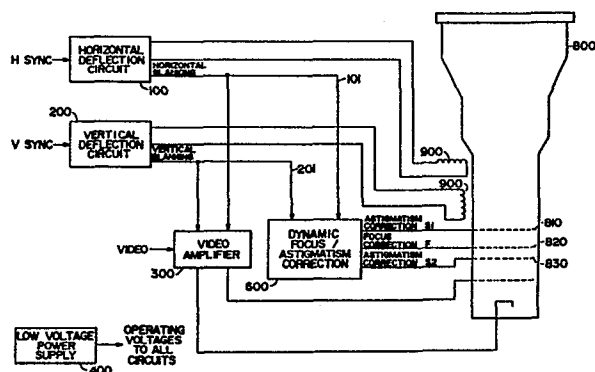 H SYNC
HORIZONTAL
DEFLECTION
CIRCUIT
100
HORIZONTAL
BLANKING
101
800
200
V SYNC
VERTICAL
DEFLECTION
CIRCUIT
VERTICAL
BLANKING
201
900
900
VIDEO
VIDEO
AMPLIFIER
300
DYNAMIC
FOCUS /
ASTIGMATISM
CORRECTION
600
ASTIGMATISM
CORRECTION S1
FOCUS
CORRECTION F
ASTIGMATISM
CORRECTION S2
810
820
830
LOW VOLTAGE
POWER
SUPPLY
400
OPERATING
VOLTAGES
TO ALL
CIRCUITS